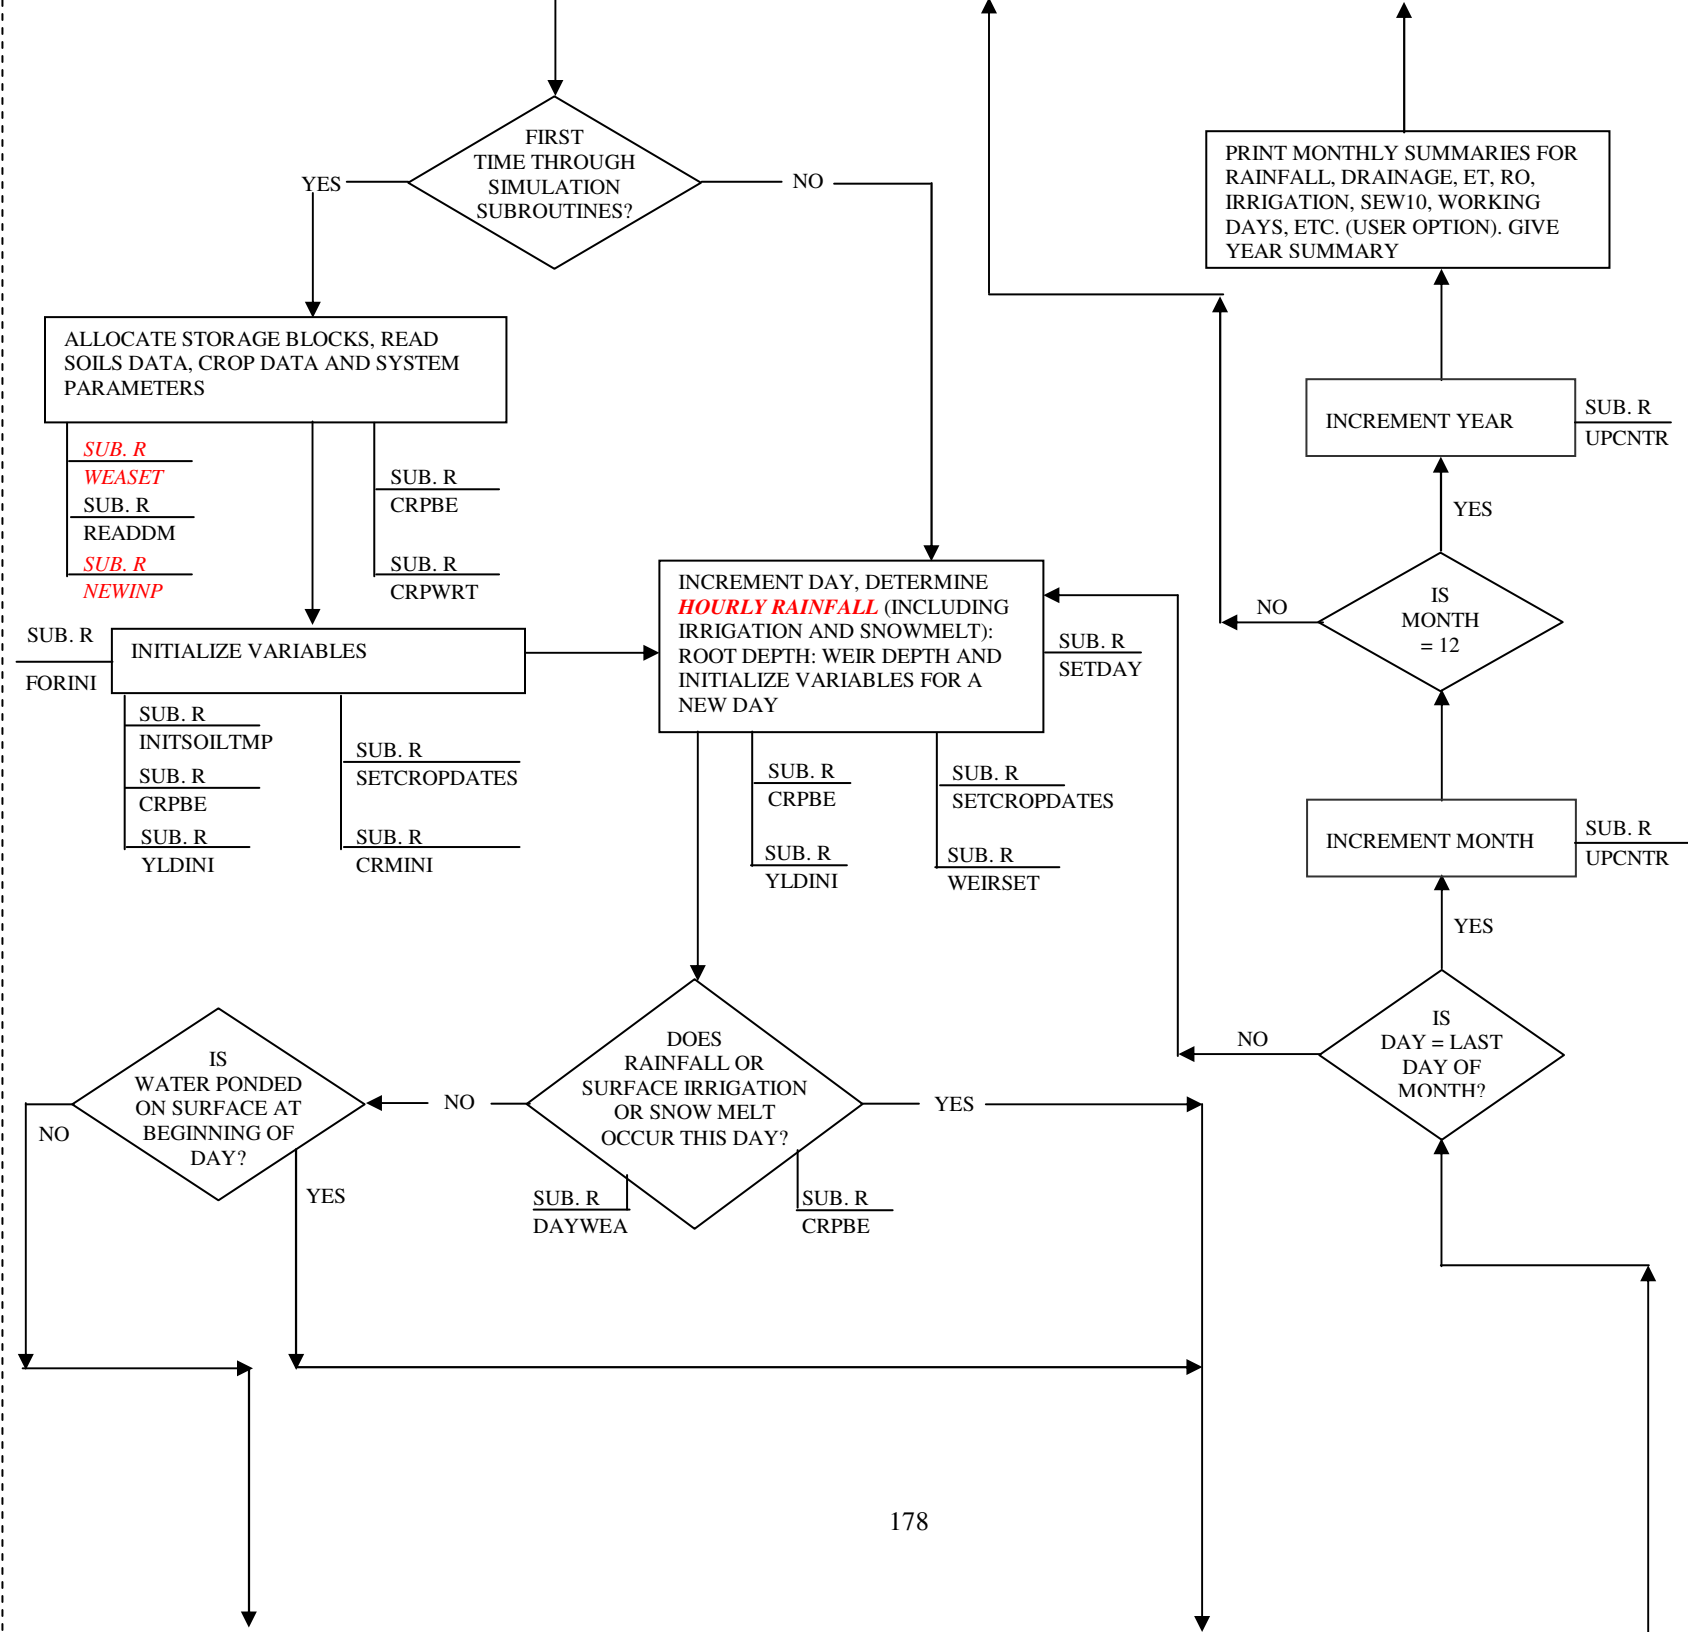 FIRST
TIME THROUGH
SIMULATION
SUBROUTINES?
YES
NO
PRINT MONTHLY SUMMARIES FOR
RAINFALL, DRAINAGE, ET, RO,
IRRIGATION, SEW10, WORKING
DAYS, ETC. (USER OPTION). GIVE
YEAR SUMMARY
ALLOCATE STORAGE BLOCKS, READ
SOILS DATA, CROP DATA AND SYSTEM
PARAMETERS
SUB. R
WEASET
SUB. R
READDM
SUB. R
NEWINP
SUB. R
CRPBE
SUB. R
CRPWRT
INCREMENT YEAR
SUB. R
UPCNTR
YES
IS
MONTH
= 12
NO
SUB. R
FORINI
INITIALIZE VARIABLES
SUB. R
INITSOILTMP
SUB. R
CRPBE
SUB. R
YLDINI
SUB. R
SETCROPDATES
SUB. R
CRMINI
INCREMENT DAY, DETERMINE
HOURLY RAINFALL (INCLUDING
IRRIGATION AND SNOWMELT):
ROOT DEPTH: WEIR DEPTH AND
INITIALIZE VARIABLES FOR A
NEW DAY
SUB. R
SETDAY
SUB. R
CRPBE
SUB. R
YLDINI
SUB. R
SETCROPDATES
SUB. R
WEIRSET
INCREMENT MONTH
SUB. R
UPCNTR
YES
IS
DAY = LAST
DAY OF
MONTH?
NO
DOES
RAINFALL OR
SURFACE IRRIGATION
OR SNOW MELT
OCCUR THIS DAY?
NO
YES
SUB. R
DAYWEA
SUB. R
CRPBE
IS
WATER PONDED
ON SURFACE AT
BEGINNING OF
DAY?
NO
YES
178